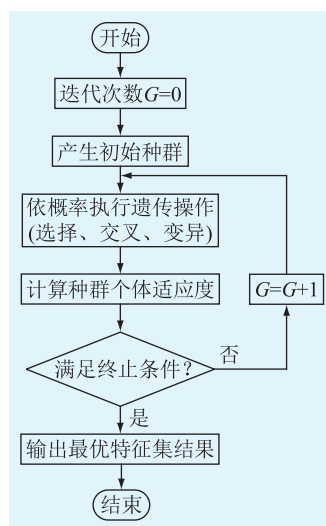 开始
迭代次数G=0
产生初始种群
依概率执行遗传操作
(选择、交叉、变异)
计算种群个体适应度
G=G+1
满足终止条件?
否
是
输出最优特征集结果
结束